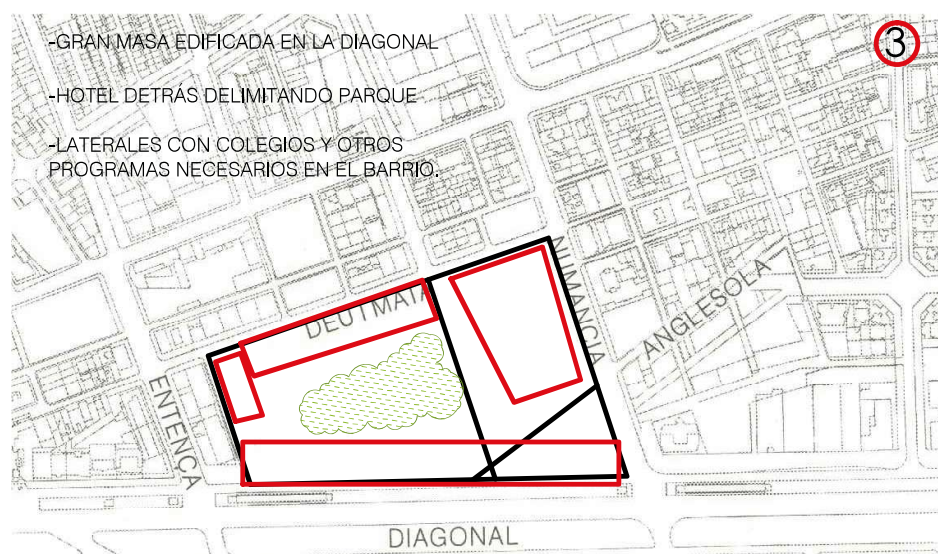 -GRAN MASA EDIFICADA EN LA DIAGONAL
3
-HOTEL DETRÁS DELIMITANDO PARQUE
-LATERALES CON COLEGIOS Y OTROS
PROGRAMAS NECESARIOS EN EL BARRIO.
DEUTMATA
NUMANCIA
ANGLESOLA
ENTENÇA
DIAGONAL